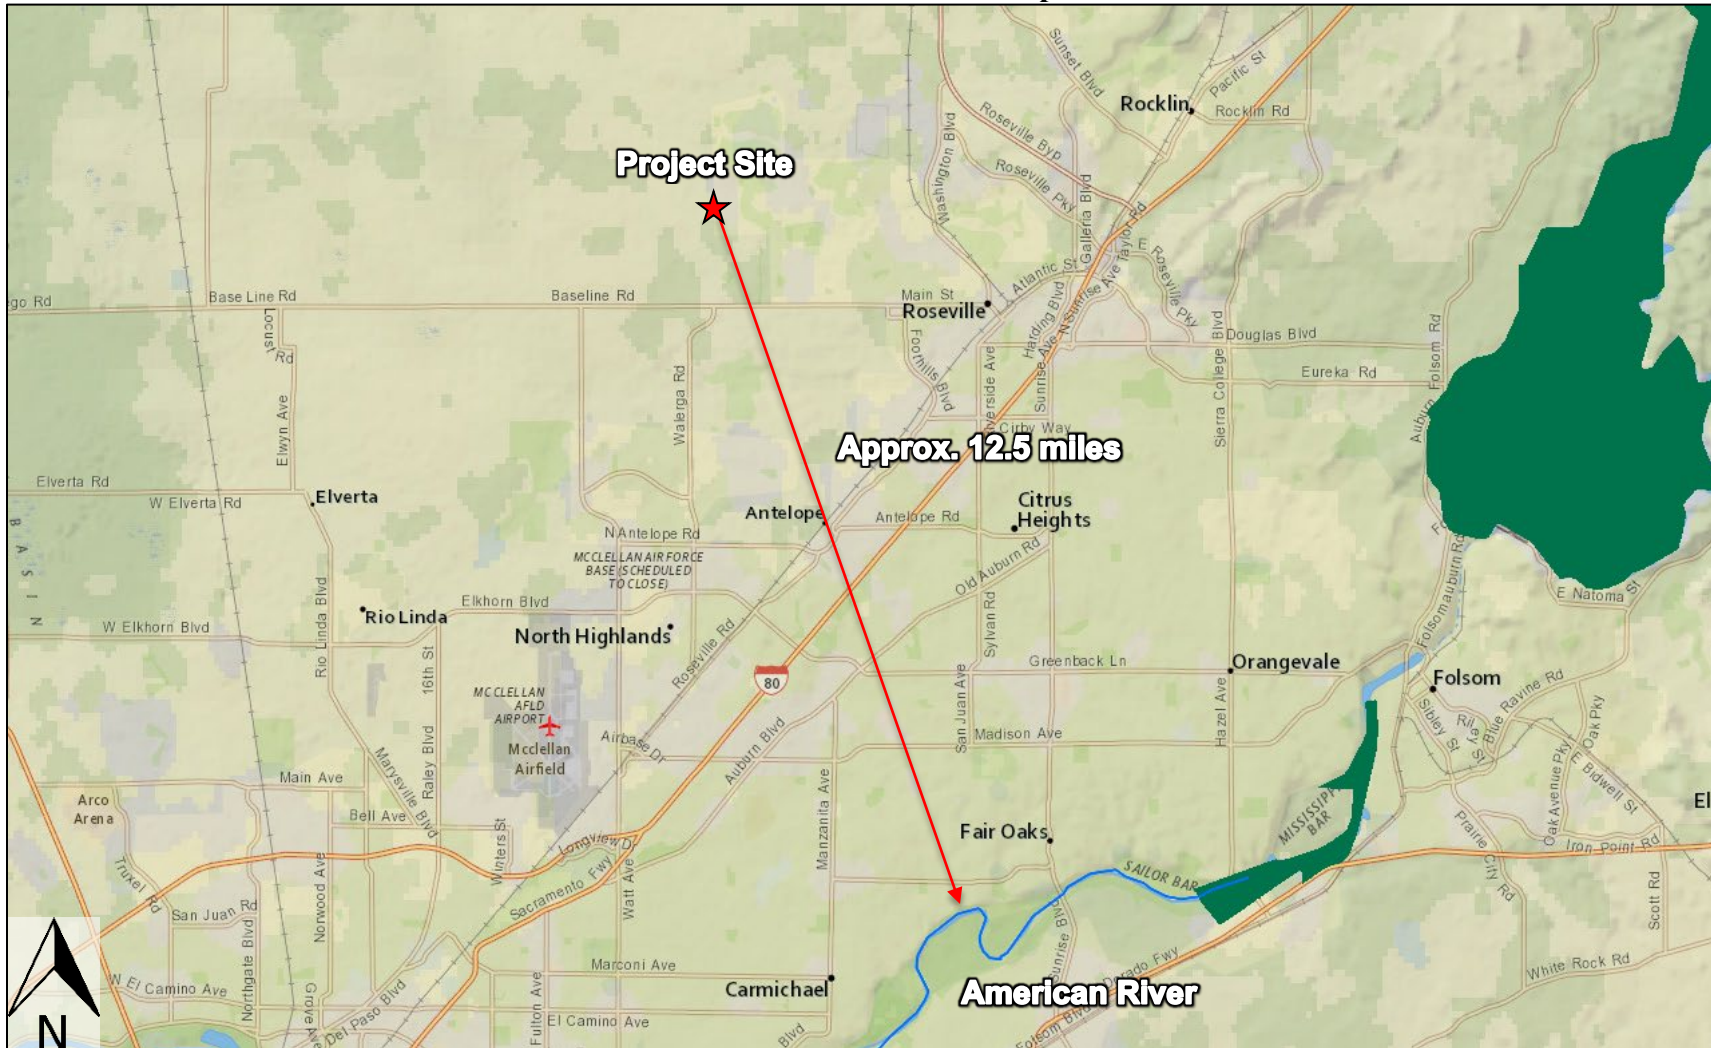 Sunset Blvd
Pacific St
Rocklin
Rocklin Rd
Roseville Byp
Washington Blvd
Roseville Pky
Project Site
Galleria Blvd
Taylor Rd
E Roseville Pky
Atlantic St
Base Line Rd
Baseline Rd
Main St
Roseville
Harding Blvd
N Sunrise Ave
Locust Rd
Foothills Blvd
Douglas Blvd
Sierra College Blvd
Auburn Folsom Rd
Eureka Rd
Walerga Rd
Elwyn Ave
Sunrise Ave
Cirby Way
Approx. 12.5 miles
Elverta Rd
W Elverta Rd
Elverta
Citrus
Heights
Antelope
Antelope Rd
N Antelope Rd
Old Auburn Rd
BASIN
MCCLELLAN AIR FORCE
BASE (SCHEDULED
TO CLOSE)
Folsomauburn Rd
E Natoma St
Rio Linda Blvd
Rio Linda
Elkhorn Blvd
W Elkhorn Blvd
North Highlands
Roseville Rd
Sylvan Rd
Greenback Ln
Orangevale
Folsom
16th St
80
MCCLELLAN
AFLD
AIRPORT
Mcclellan
Airfield
Airbase Dr
Auburn Blvd
San Juan Ave
Madison Ave
Hazel Ave
Sibley St
Riley St
Blue Ravine Rd
Oak Pky
Oak Avenue Pky
E Bidwell St
Raley Blvd
Marysville Blvd
Main Ave
Arco
Arena
Bell Ave
Manzanita Ave
Fair Oaks
MISSISSIPPI
BAR
El
Prairie City Rd
Iron Point Rd
Winters St
Longview Dr
Truxel Rd
Norwood Ave
Sacramento Fwy
Watt Ave
SAILOR BAR
San Juan Rd
Northgate Blvd
Scott Rd
Marconi Ave
W El Camino Ave
Carmichael
American River
White Rock Rd
Del Paso Blvd
Fulton Ave
El Camino Ave
Blvd
N